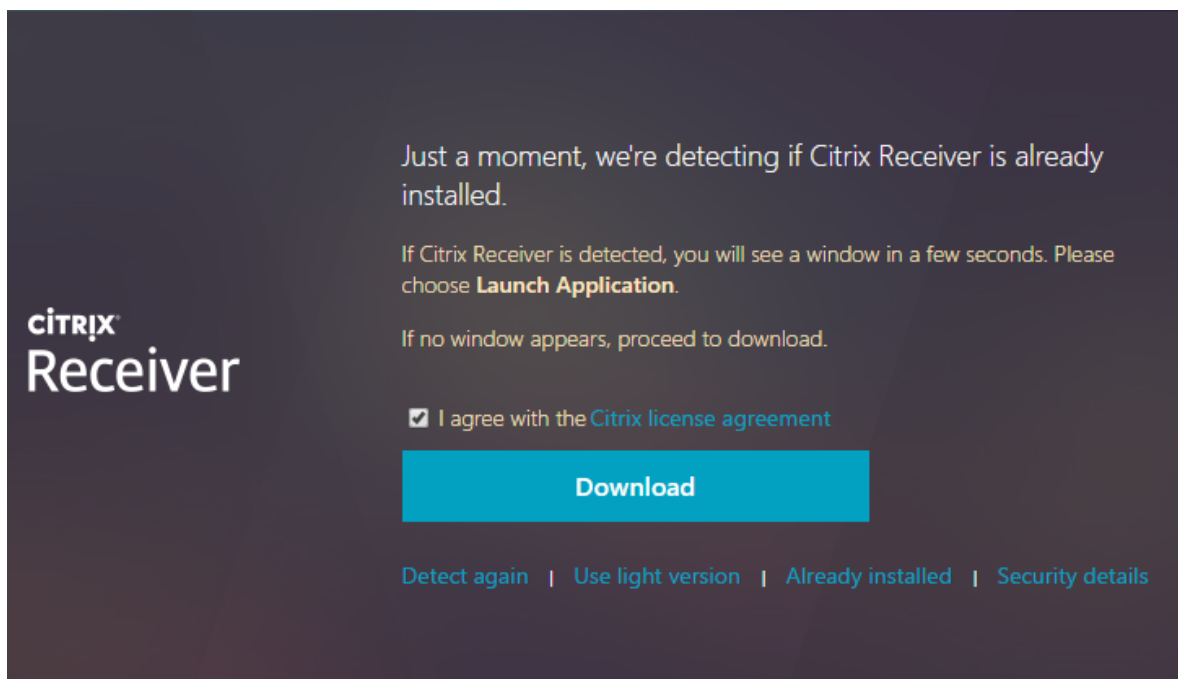 Just a moment, we're detecting if Citrix Receiver is already
installed.
If Citrix Receiver is detected, you will see a window in a few seconds. Please
choose Launch Application.
If no window appears, proceed to download.
CİTRIX
Receiver
I agree with the Citrix license agreement
Download
Detect again | Use light version | Already installed | Security details